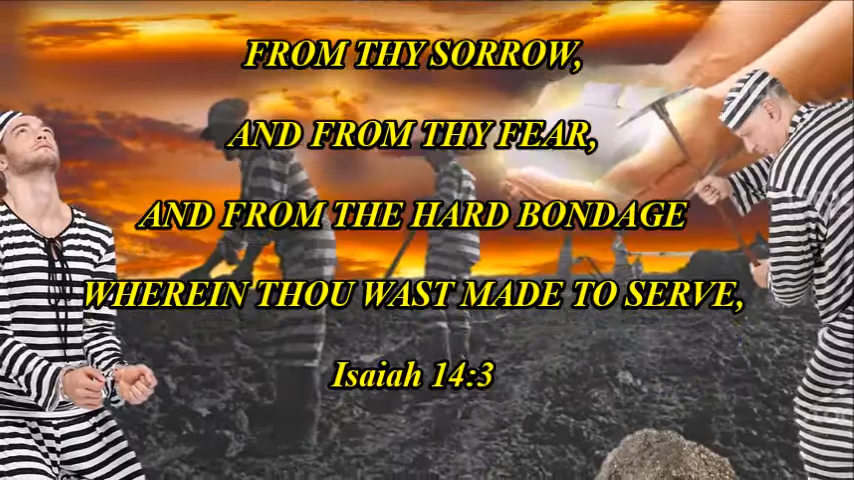 FROM THY SORROW,
AND FROM THY FEAR,
AND FROM THE HARD BONDAGE
WHEREIN THOU WAST MADE TO SERVE,
Isaiah 14:3